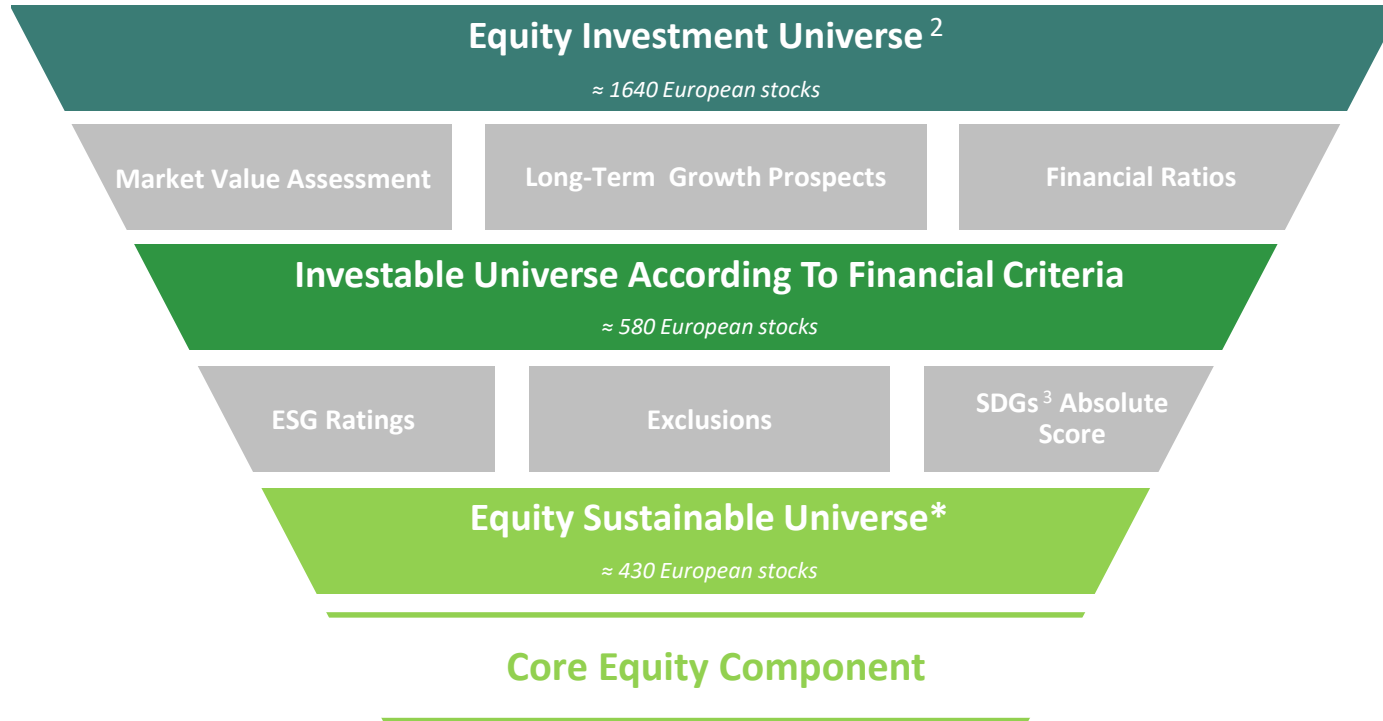 Equity Investment Universe 2
≈ 1640 European stocks
Market Value Assessment
Long-Term Growth Prospects
Financial Ratios
Investable Universe According To Financial Criteria
≈ 580 European stocks
ESG Ratings
Exclusions
SDGs 3 Absolute
Score
Equity Sustainable Universe*
≈ 430 European stocks
Core Equity Component